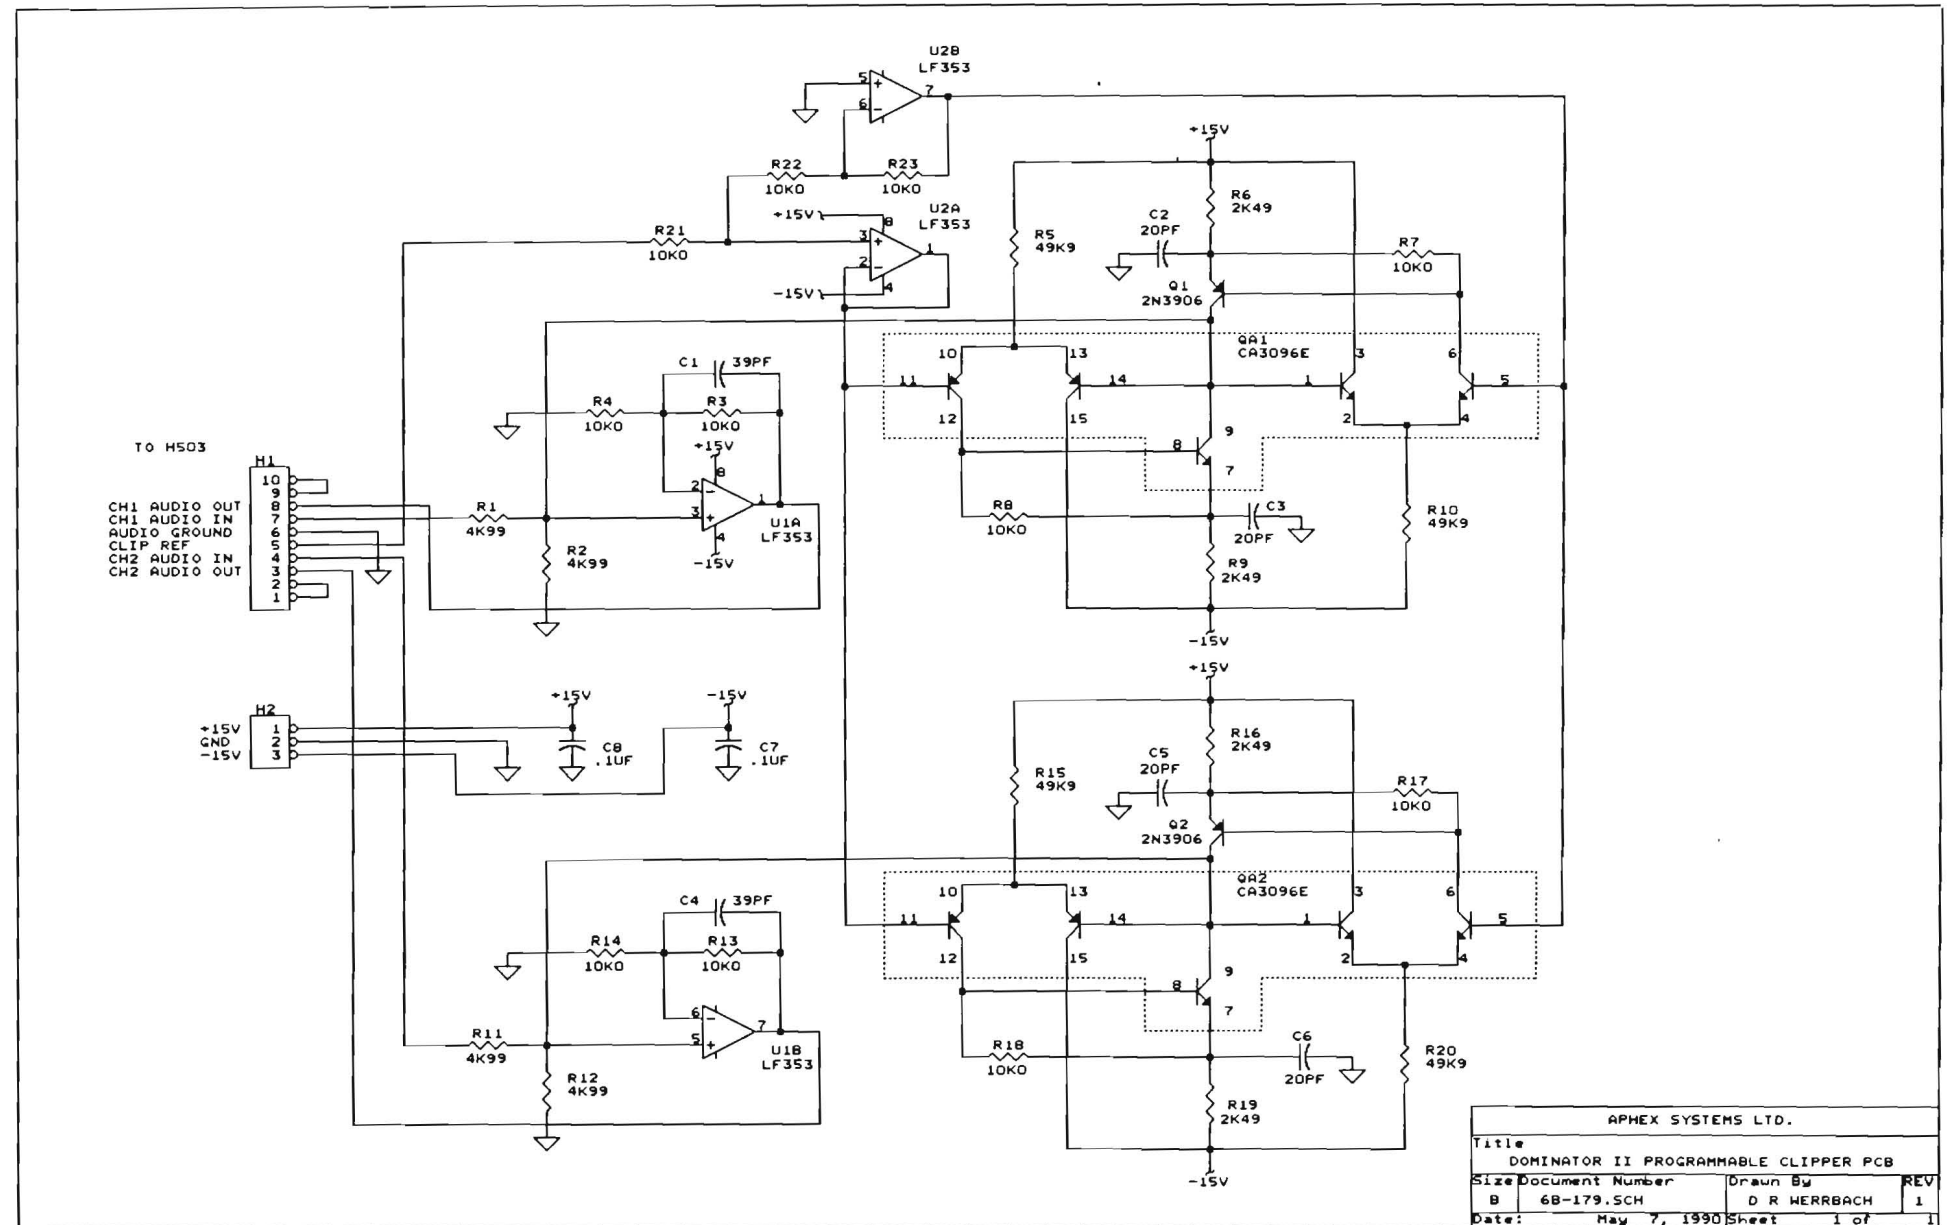 U2B
LF353
5
+
7
6
-
R22
10K0
R23
10K0
+15V
U2A
LF353
8
3
+
1
2
-
-15V
4
R21
10K0
+15V
R6
2K49
C2
20PF
R5
49K9
R7
10K0
Q1
2N3906
QA1
CA3096E
10
13
3
6
11
14
1
5
12
15
2
4
9
8
7
R8
10K0
C3
20PF
R10
49K9
R9
2K49
-15V
C1
39PF
R4
10K0
R3
10K0
+15V
8
2
-
1
3
+
4
U1A
LF353
-15V
TO H503
H1
10
9
CH1 AUDIO OUT 8
CH1 AUDIO IN 7
AUDIO GROUND 6
CLIP REF 5
CH2 AUDIO IN 4
CH2 AUDIO OUT 3
2
1
R1
4K99
R2
4K99
H2
+15V 1
GND 2
-15V 3
+15V
C8
.1UF
-15V
C7
.1UF
+15V
R16
2K49
C5
20PF
R15
49K9
R17
10K0
Q2
2N3906
QA2
CA3096E
10
13
3
6
11
14
1
5
12
15
2
4
9
8
7
R18
10K0
C6
20PF
R20
49K9
R19
2K49
-15V
C4
39PF
R14
10K0
R13
10K0
6
-
7
5
+
U1B
LF353
R11
4K99
R12
4K99
APHEX SYSTEMS LTD.
Title
DOMINATOR II PROGRAMMABLE CLIPPER PCB
Size Document Number Drawn By REV
B 6B-179.SCH D R WERRBACH 1
Date: May 7, 1990 Sheet 1 of 1